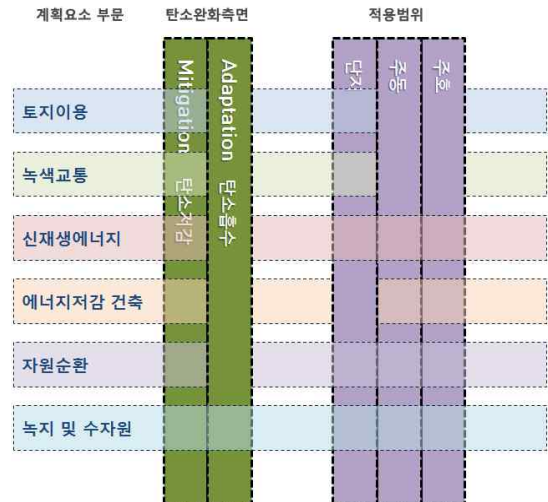 계획요소 부문 탄소완화측면 적용범위
Mitigation 탄소저감
Adaptation 탄소흡수
단지
주동
주호
토지이용
녹색교통
신재생에너지
에너지저감 건축
자원순환
녹지 및 수자원